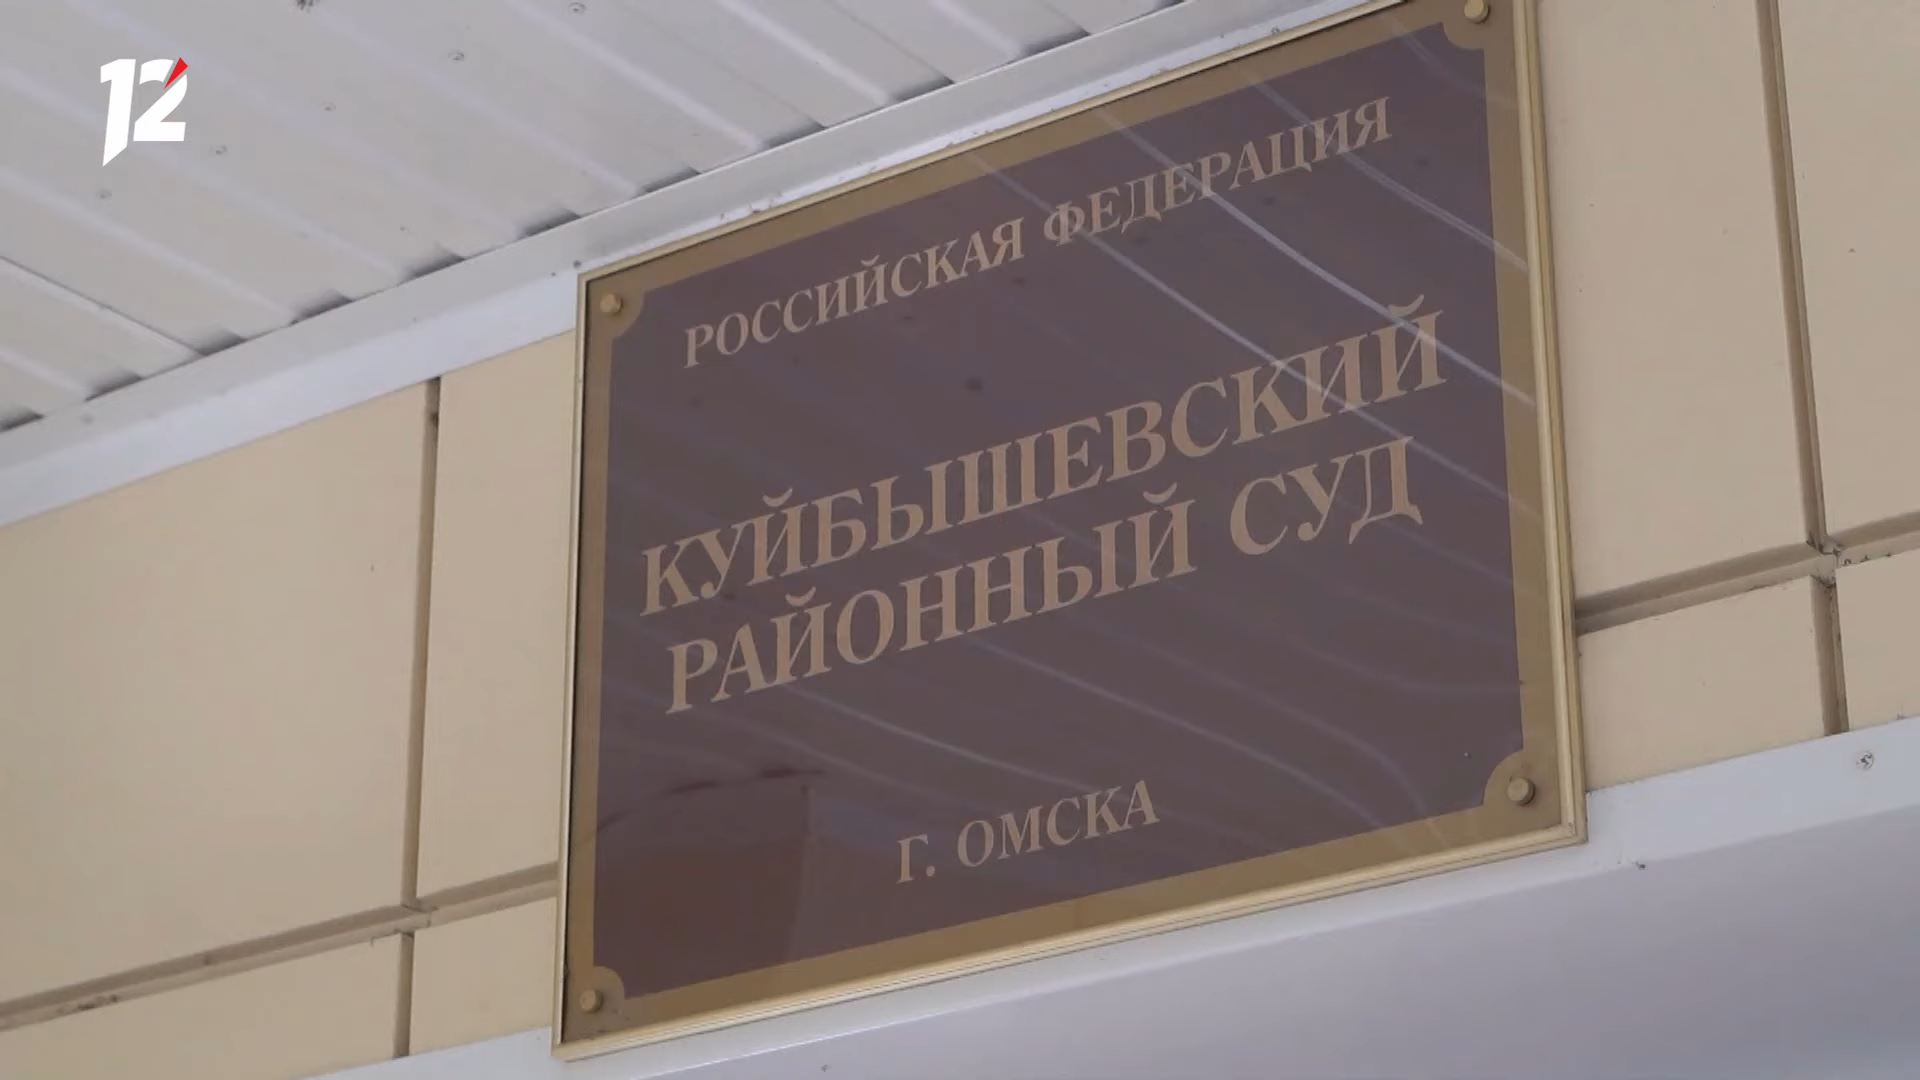 12
РОССИЙСКАЯ ФЕДЕРАЦИЯ
КУЙБЫШЕВСКИЙ
РАЙОННЫЙ СУД
Г. ОМСКА